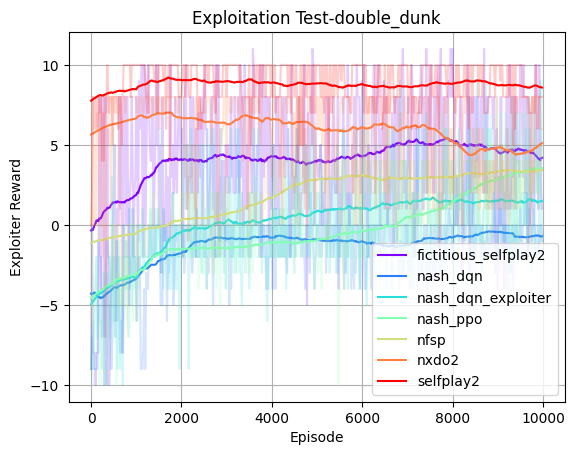 Exploitation Test-double_dunk
Exploiter Reward
10
5
0
−5
−10
fictitious_selfplay2
nash_dqn
nash_dqn_exploiter
nash_ppo
nfsp
nxdo2
selfplay2
0 2000 4000 6000 8000 10000
Episode